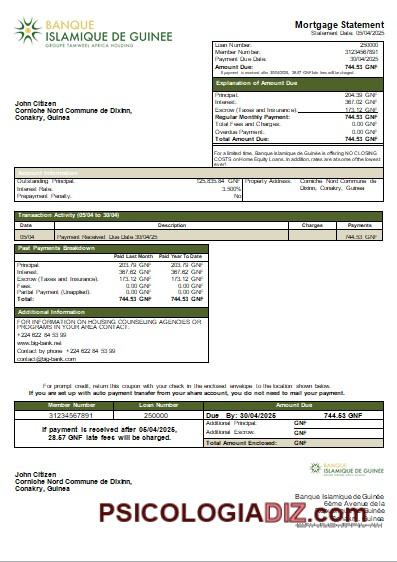 BANQUE
ISLAMIQUE DE GUINEE
GROUPE TAMWEEL AFRICA HOLDING
Mortgage Statement
Statement Date: 05/04/2025
Loan Number: 250000
Member Number: 31234567891
Payment Due Date: 30/04/2025
Amount Due: 744.53 GNF
If payment is received after 30/04/2025, 28.57 GNF late fees will be charged.
Explanation of Amount Due
Principal: 204.39 GNF
Interest: 367.02 GNF
Escrow (Taxes and Insurance): 173.12 GNF
Regular Monthly Payment: 744.53 GNF
Total Fees and Charges: 0.00 GNF
Overdue Payment: 0.00 GNF
Total Amount Due: 744.53 GNF
John Citizen
Corniche Nord Commune de Dixinn,
Conakry, Guinea
For a limited time, Banque Islamique de Guinée is offering NO CLOSING
COSTS on Home Equity Loans. In addition, rates are at some of the lowest
ever!
Account Information
Outstanding Principal: 125,835.84 GNF
Interest Rate: 3.500%
Prepayment Penalty: No
Property Address: Corniche Nord Commune de
Dixinn, Conakry, Guinea
Transaction Activity (05/04 to 30/04)
Date Description Charges Payments
05/04 Payment Received Due Date 30/04/25 744.53 GNF
Past Payments Breakdown
Paid Last Month Paid Year To Date
Principal: 203.79 GNF 203.79 GNF
Interest: 367.62 GNF 367.62 GNF
Escrow (Taxes and Insurance): 173.12 GNF 173.12 GNF
Fees: 0.00 GNF 0.00 GNF
Partial Payment (Unapplied): 0.00 GNF 0.00 GNF
Total: 744.53 GNF 744.53 GNF
Additional Information
FOR INFORMATION ON HOUSING COUNSELING AGENCIES OR
PROGRAMS IN YOUR AREA CONTACT:
+224 622 84 53 99
www.big-bank.net
Contact by phone +224 622 84 53 99
contact@big-bank.com
For prompt credit, return this coupon with your check in the enclosed envelope to the location shown below.
If you are set up with auto payment transfer from your share account, you do not need to mail your payment.
Member Number Loan Number Amount Due
31234567891 250000 Due By: 30/04/2025 744.53 GNF
If payment is received after 05/04/2025,
28.57 GNF late fees will be charged.
Additional Principal: GNF
Additional Escrow: GNF
Total Amount Enclosed: GNF
John Citizen
Corniche Nord Commune de Dixinn,
Conakry, Guinea
BANQUE
ISLAMIQUE DE GUINEE
Banque Islamique de Guinée
6ème Avenue de la
PSICOLOGIADIZ.com